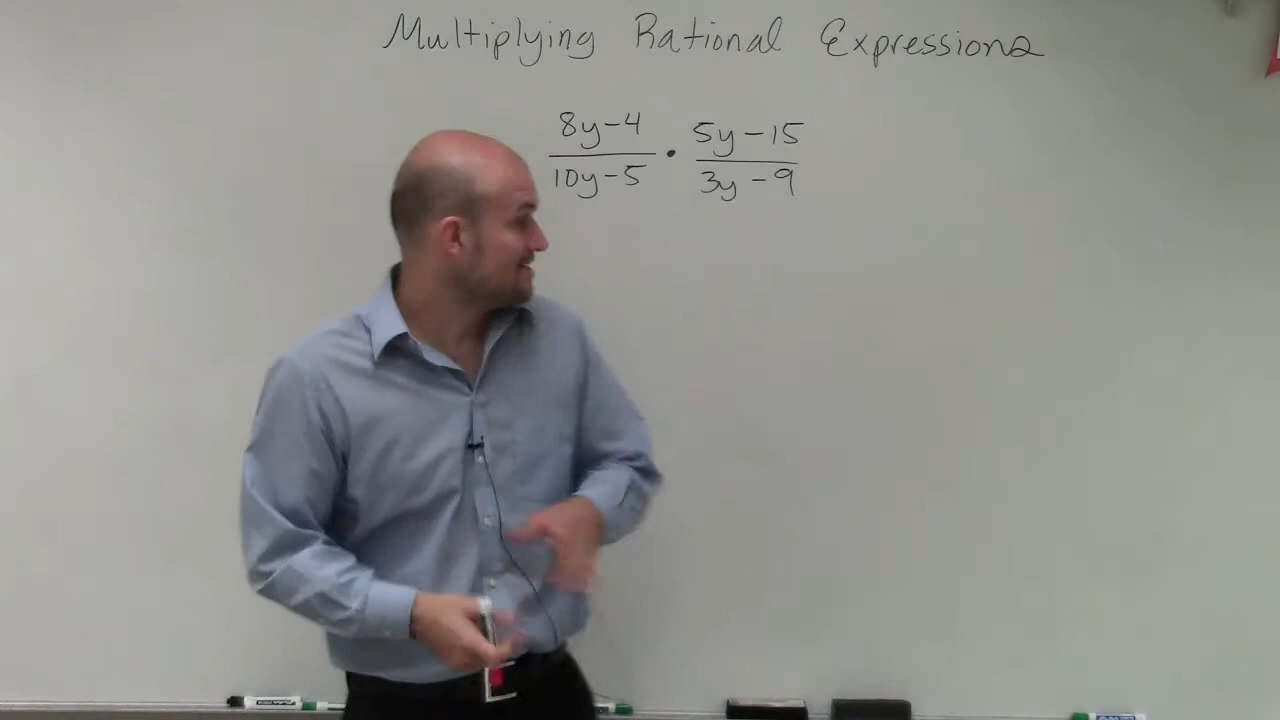 Multiplying Rational Expressions
8y-4 5y-15
10y-5 • 3y-9